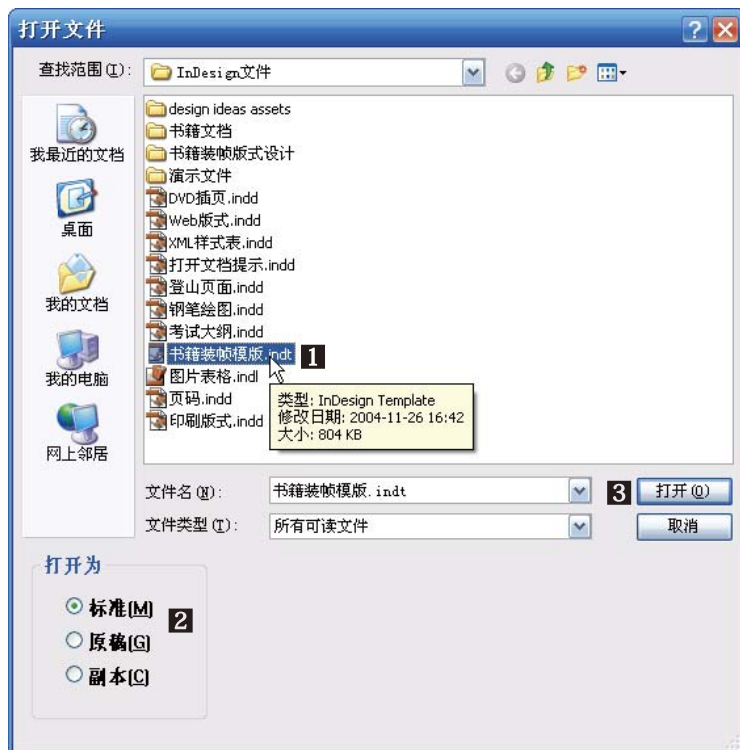 打开文件
查找范围(I):
InDesign文件
我最近的文档
桌面
我的文档
我的电脑
网上邻居
design ideas assets
书籍文档
书籍装帧版式设计
演示文件
DVD插页.indd
Web版式.indd
XML样式表.indd
打开文档提示.indd
登山页面.indd
钢笔绘图.indd
考试大纲.indd
书籍装帧模版.indt 1
图片表格.indl
页码.indd
印刷版式.indd
类型: InDesign Template
修改日期: 2004-11-26 16:42
大小: 804 KB
文件名(N): 书籍装帧模版.indt 3 打开(O)
文件类型(T): 所有可读文件 取消
打开为
标准(M) 2
原稿(G)
副本(C)